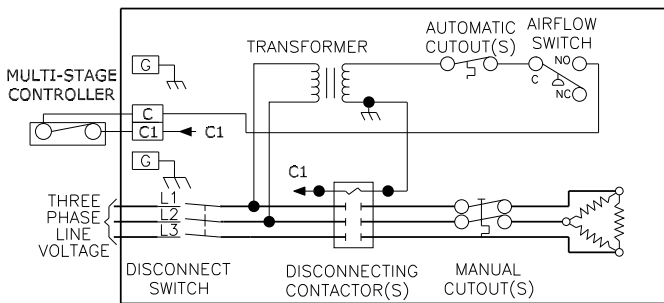 AUTOMATIC
CUTOUT(S)
AIRFLOW
SWITCH
TRANSFORMER
NO
C
NC
G
MULTI-STAGE
CONTROLLER
C
C1
C1
G
C1
THREE
PHASE
LINE
VOLTAGE
L1
L2
L3
DISCONNECT
SWITCH
DISCONNECTING
CONTACTOR(S)
MANUAL
CUTOUT(S)